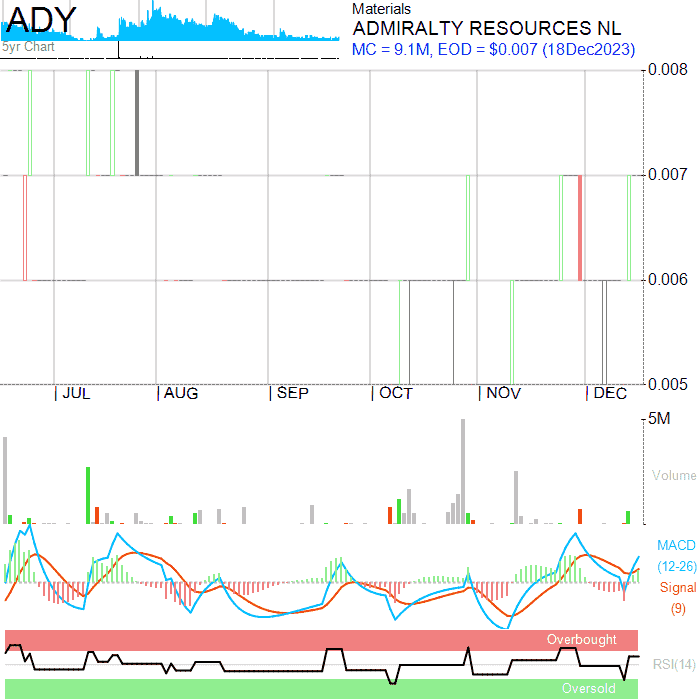 ADY
5yr Chart
Materials
ADMIRALTY RESOURCES NL
MC = 9.1M, EOD = $0.007 (18Dec2023)
0.008
0.007
0.006
0.005
JUL AUG SEP OCT NOV DEC
5M
Volume
MACD
(12-26)
Signal
(9)
Overbought
RSI(14)
Oversold